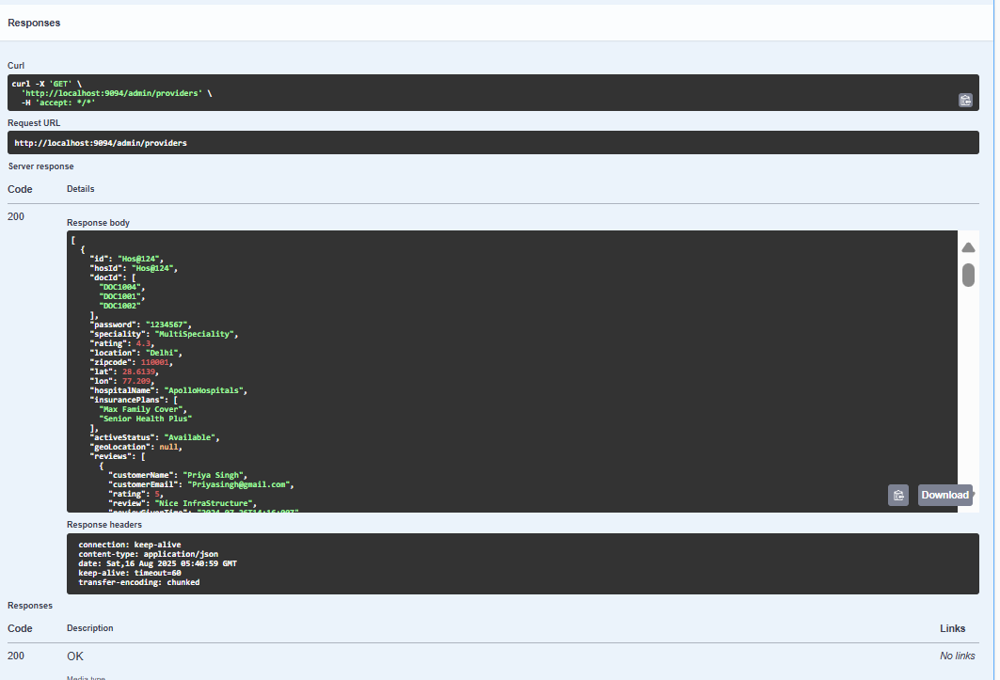 Responses
Curl
curl -X 'GET' \
'http://localhost:9094/admin/providers' \
-H 'accept: */*'
Request URL
http://localhost:9094/admin/providers
Server response
Code Details
200
Response body
[
{
"id": "Hos@124",
"hosId": "Hos@124",
"docId": [
"DOC1004",
"DOC1001",
"DOC1002"
],
"password": "1234567",
"speciality": "MultiSpeciality",
"rating": 4.3,
"location": "Delhi",
"zipcode": 110001,
"lat": 28.6139,
"lon": 77.209,
"hospitalName": "ApolloHospitals",
"insurancePlans": [
"Max Family Cover",
"Senior Health Plus"
],
"activeStatus": "Available",
"geoLocation": null,
"reviews": [
{
"customerName": "Priya Singh",
"customerEmail": "Priyasingh@gmail.com",
"rating": 5,
"review": "Nice InfraStructure",
Download
Response headers
connection: keep-alive
content-type: application/json
date: Sat,16 Aug 2025 05:40:59 GMT
keep-alive: timeout=60
transfer-encoding: chunked
Responses
Code Description Links
200 OK No links
Media type